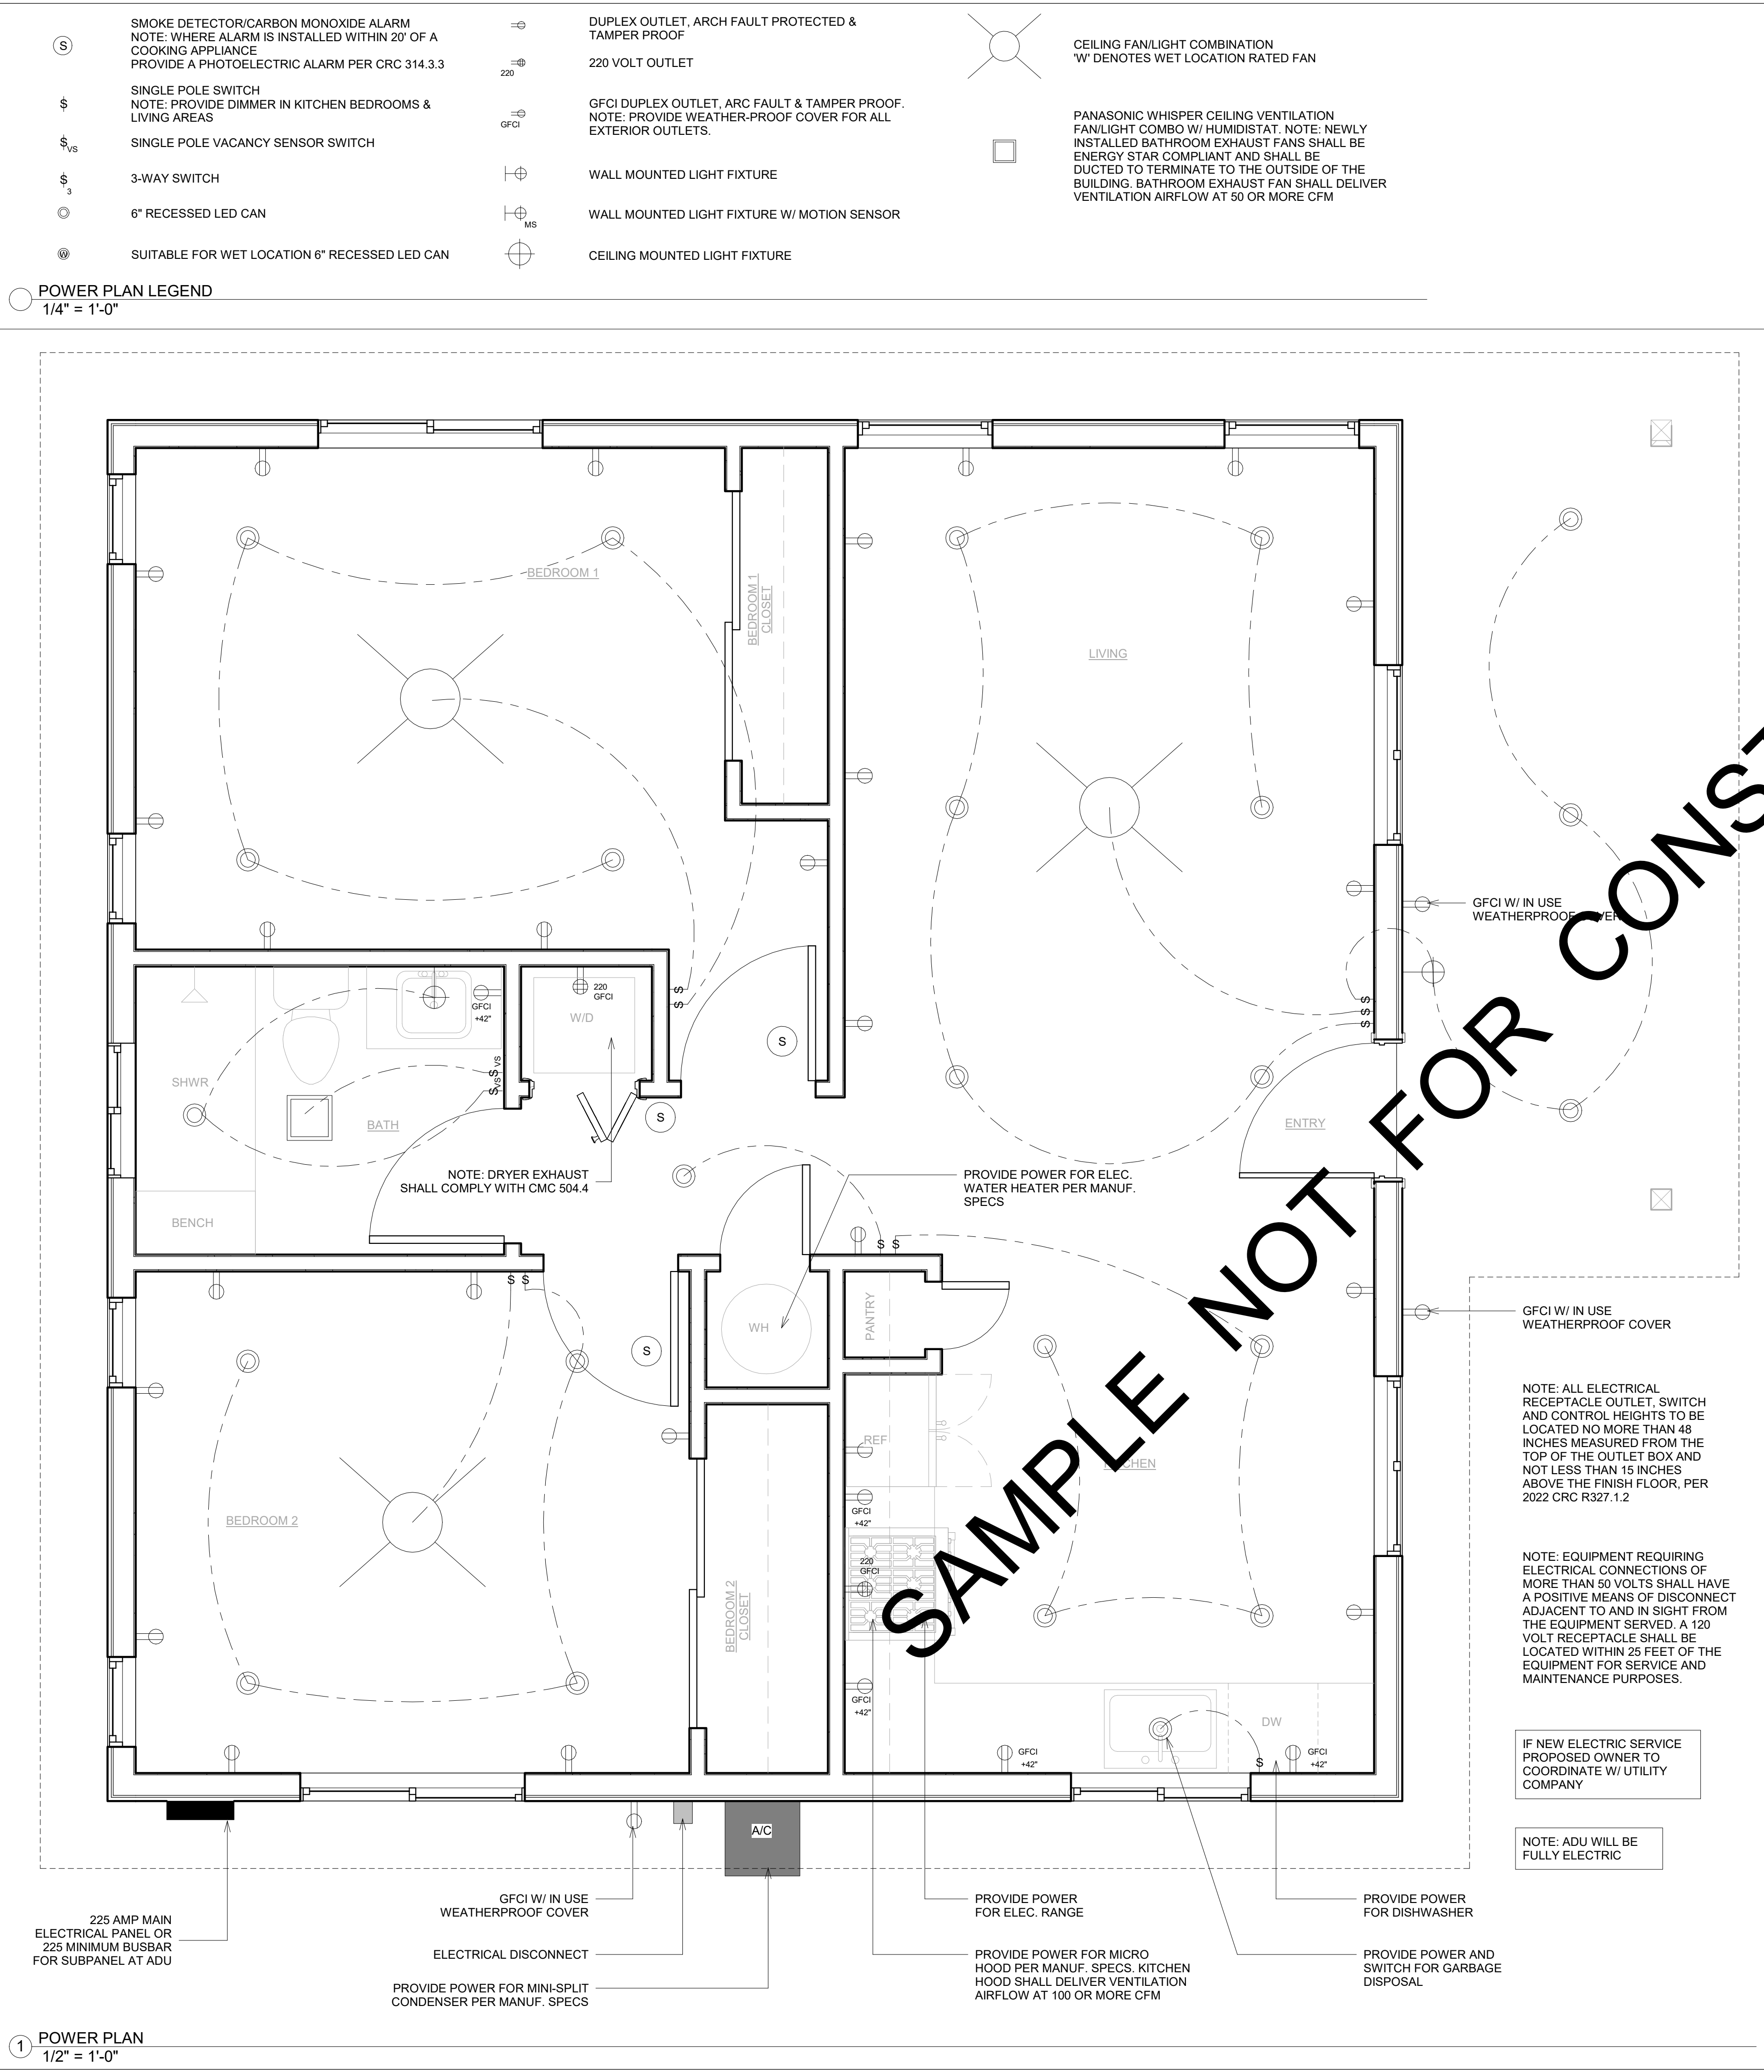 S
SMOKE DETECTOR/CARBON MONOXIDE ALARM
NOTE: WHERE ALARM IS INSTALLED WITHIN 20' OF A
COOKING APPLIANCE
PROVIDE A PHOTOELECTRIC ALARM PER CRC 314.3.3
$
SINGLE POLE SWITCH
NOTE: PROVIDE DIMMER IN KITCHEN BEDROOMS &
LIVING AREAS
$ VS
SINGLE POLE VACANCY SENSOR SWITCH
$ 3
3-WAY SWITCH
6" RECESSED LED CAN
W
SUITABLE FOR WET LOCATION 6" RECESSED LED CAN
DUPLEX OUTLET, ARCH FAULT PROTECTED &
TAMPER PROOF
220
220 VOLT OUTLET
GFCI
GFCI DUPLEX OUTLET, ARC FAULT & TAMPER PROOF.
NOTE: PROVIDE WEATHER-PROOF COVER FOR ALL
EXTERIOR OUTLETS.
WALL MOUNTED LIGHT FIXTURE
MS
WALL MOUNTED LIGHT FIXTURE W/ MOTION SENSOR
CEILING MOUNTED LIGHT FIXTURE
CEILING FAN/LIGHT COMBINATION
'W' DENOTES WET LOCATION RATED FAN
PANASONIC WHISPER CEILING VENTILATION
FAN/LIGHT COMBO W/ HUMIDISTAT. NOTE: NEWLY
INSTALLED BATHROOM EXHAUST FANS SHALL BE
ENERGY STAR COMPLIANT AND SHALL BE
DUCTED TO TERMINATE TO THE OUTSIDE OF THE
BUILDING. BATHROOM EXHAUST FAN SHALL DELIVER
VENTILATION AIRFLOW AT 50 OR MORE CFM
POWER PLAN LEGEND
1/4" = 1'-0"
BEDROOM 1
BEDROOM 1
CLOSET
LIVING
GFCI W/ IN USE
WEATHERPROOF COVER
$
$
$
$
$
220
GFCI
W/D
GFCI
+42"
S
$ VS
$ VS
SHWR
BATH
S
ENTRY
NOTE: DRYER EXHAUST
SHALL COMPLY WITH CMC 504.4
PROVIDE POWER FOR ELEC.
WATER HEATER PER MANUF.
SPECS
BENCH
$ $
$ $
WH
PANTRY
S
GFCI W/ IN USE
WEATHERPROOF COVER
NOTE: ALL ELECTRICAL
RECEPTACLE OUTLET, SWITCH
AND CONTROL HEIGHTS TO BE
LOCATED NO MORE THAN 48
INCHES MEASURED FROM THE
TOP OF THE OUTLET BOX AND
NOT LESS THAN 15 INCHES
ABOVE THE FINISH FLOOR, PER
2022 CRC R327.1.2
REF
KITCHEN
GFCI
+42"
BEDROOM 2
220
GFCI
BEDROOM 2
CLOSET
GFCI
+42"
NOTE: EQUIPMENT REQUIRING
ELECTRICAL CONNECTIONS OF
MORE THAN 50 VOLTS SHALL HAVE
A POSITIVE MEANS OF DISCONNECT
ADJACENT TO AND IN SIGHT FROM
THE EQUIPMENT SERVED. A 120
VOLT RECEPTACLE SHALL BE
LOCATED WITHIN 25 FEET OF THE
EQUIPMENT FOR SERVICE AND
MAINTENANCE PURPOSES.
DW
GFCI
+42"
$
GFCI
+42"
IF NEW ELECTRIC SERVICE
PROPOSED OWNER TO
COORDINATE W/ UTILITY
COMPANY
NOTE: ADU WILL BE
FULLY ELECTRIC
A/C
SAMPLE NOT FOR CONST
225 AMP MAIN
ELECTRICAL PANEL OR
225 MINIMUM BUSBAR
FOR SUBPANEL AT ADU
GFCI W/ IN USE
WEATHERPROOF COVER
ELECTRICAL DISCONNECT
PROVIDE POWER FOR MINI-SPLIT
CONDENSER PER MANUF. SPECS
PROVIDE POWER
FOR ELEC. RANGE
PROVIDE POWER FOR MICRO
HOOD PER MANUF. SPECS. KITCHEN
HOOD SHALL DELIVER VENTILATION
AIRFLOW AT 100 OR MORE CFM
PROVIDE POWER
FOR DISHWASHER
PROVIDE POWER AND
SWITCH FOR GARBAGE
DISPOSAL
1
POWER PLAN
1/2" = 1'-0"